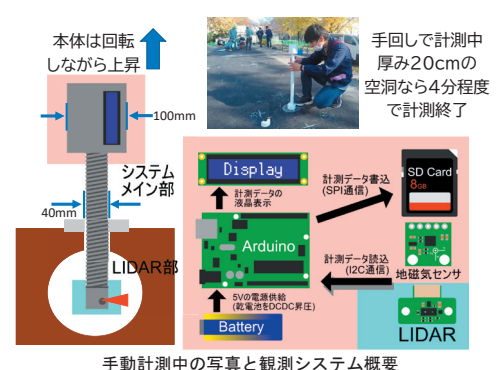 本体は回転
しながら上昇
100mm
システム
メイン部
40mm
LIDAR部
手回しで計測中
厚み20cmの
空洞なら4分程度
で計測終了
Display
計測データの
液晶表示
計測データ書込
(SPI通信)
SD Card
8GB
Arduino
計測データ読込
(I2C通信)
地磁気センサ
5Vの電源供給
(乾電池をDCDC昇圧)
Battery
LIDAR
手動計測中の写真と観測システム概要